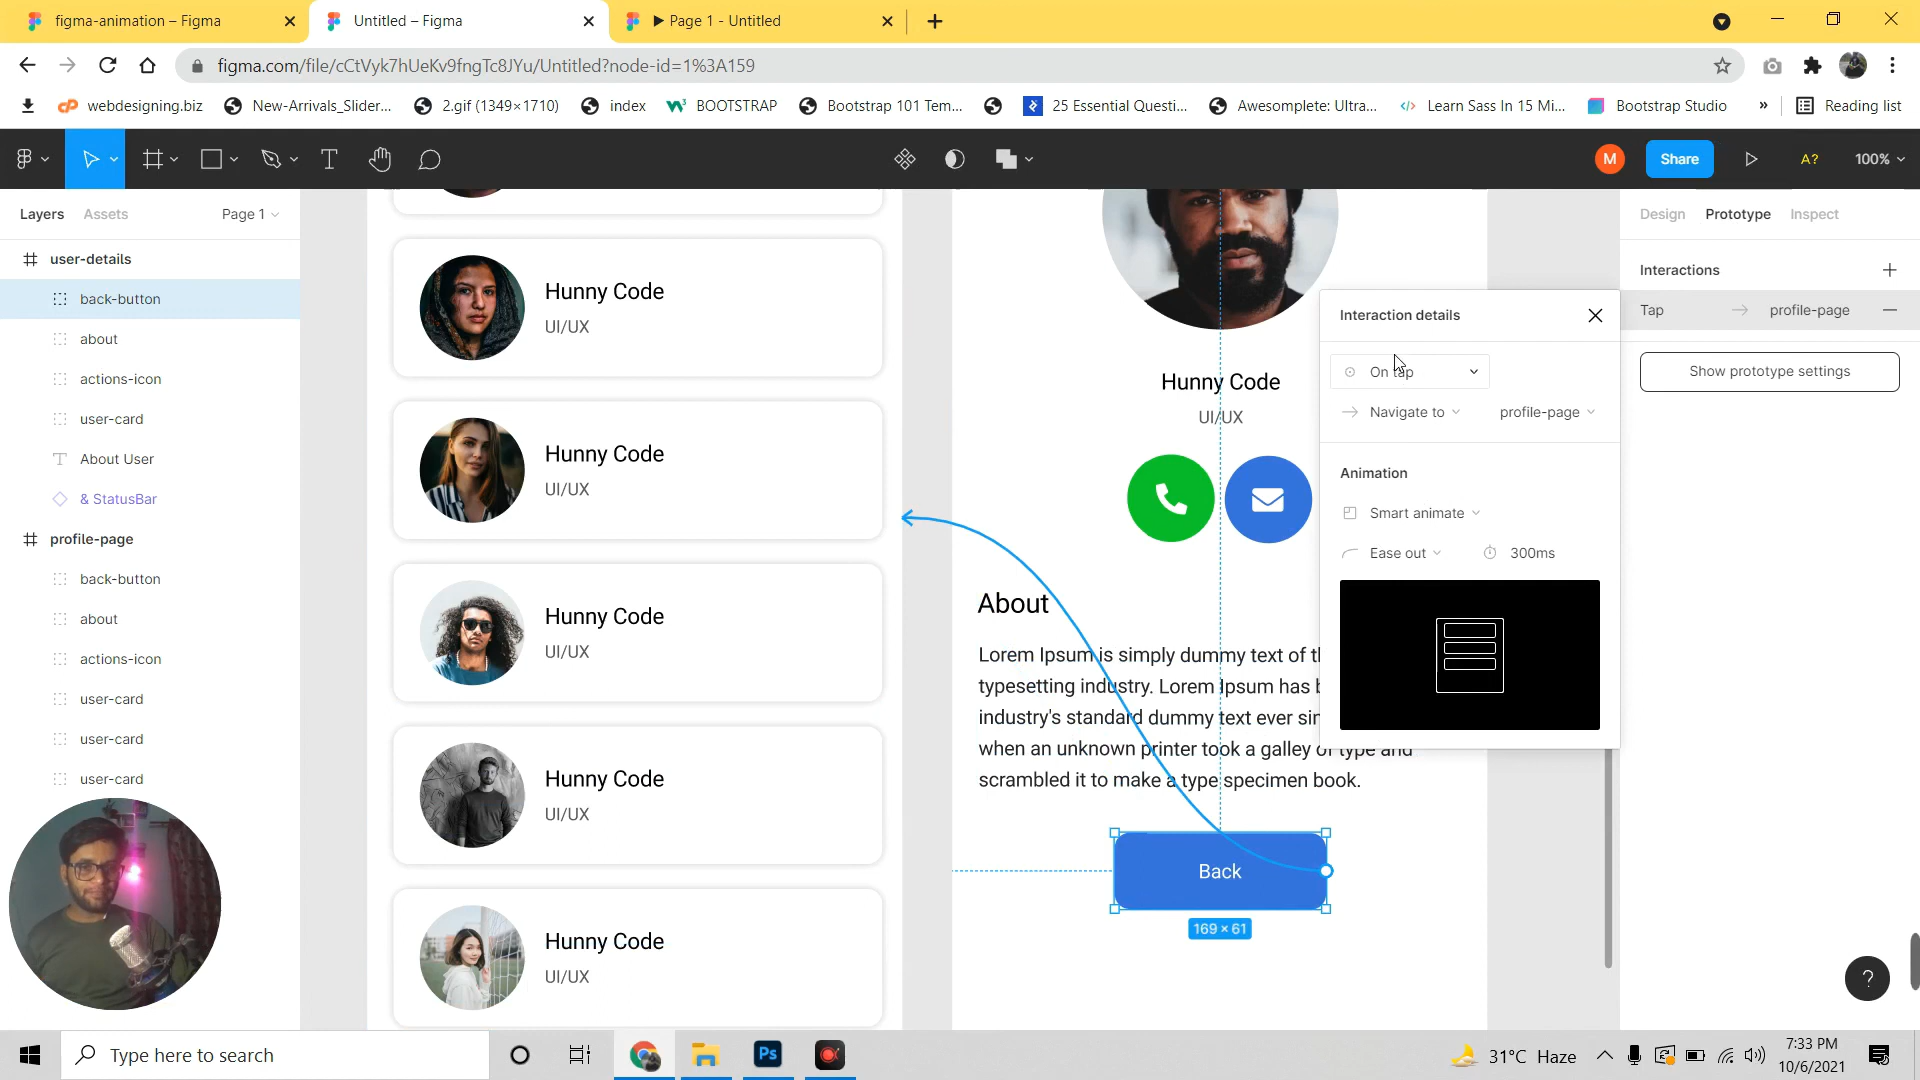 figma-animation – Figma
Untitled – Figma
▶ Page 1 - Untitled
figma.com/file/cCtVyk7hUeKv9fngTc8JYu/Untitled?node-id=1%3A159
webdesigning.biz
New-Arrivals_Slider...
2.gif (1349×1710)
index
BOOTSTRAP
Bootstrap 101 Tem...
25 Essential Questi...
Awesomplete: Ultra...
Learn Sass In 15 Mi...
Bootstrap Studio
»
Reading list
M
Share
A?
100%
Layers
Assets
Page 1
user-details
back-button
about
actions-icon
user-card
About User
& StatusBar
profile-page
back-button
about
actions-icon
user-card
user-card
user-card
Hunny Code
UI/UX
Hunny Code
UI/UX
Hunny Code
UI/UX
Hunny Code
UI/UX
Hunny Code
UI/UX
Hunny Code
UI/UX
About
Lorem Ipsum is simply dummy text of t
typesetting industry. Lorem Ipsum has
industry's standard dummy text ever
when an unknown printer took a galley of type and
scrambled it to make a type specimen book.
Back
169 × 61
Interaction details
On tap
Navigate to
profile-page
Animation
Smart animate
Ease out
300ms
Design
Prototype
Inspect
Interactions
Tap
profile-page
Show prototype settings
?
Type here to search
Ps
31°C Haze
7:33 PM
10/6/2021